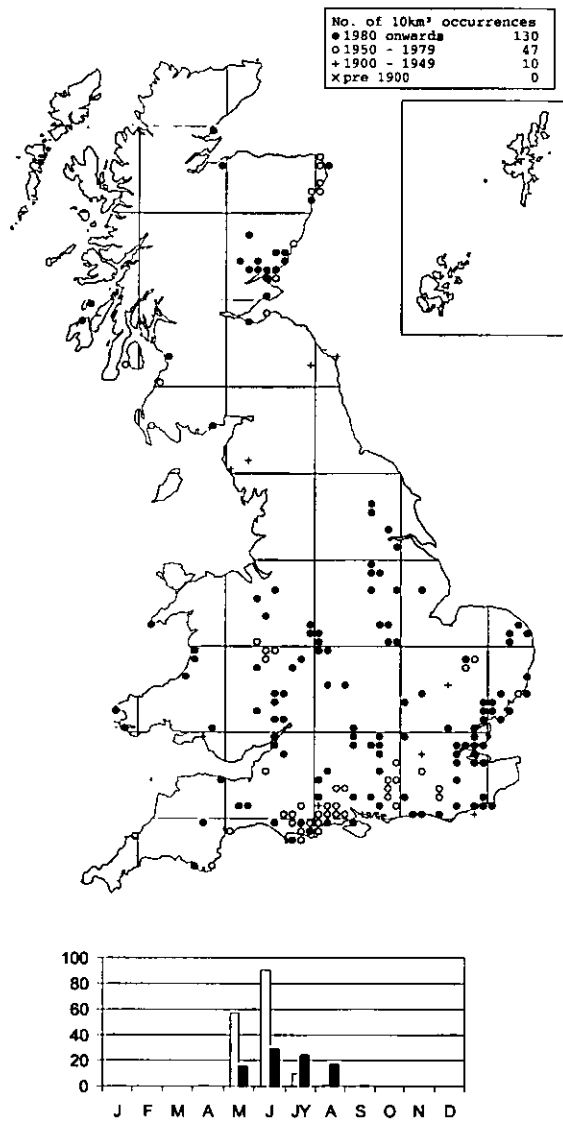 No. of 10km² occurrences
● 1980 onwards 130
○ 1950 - 1979 47
+ 1900 - 1949 10
× pre 1900 0
100
80
60
40
20
0
J F M A M J JY A S O N D